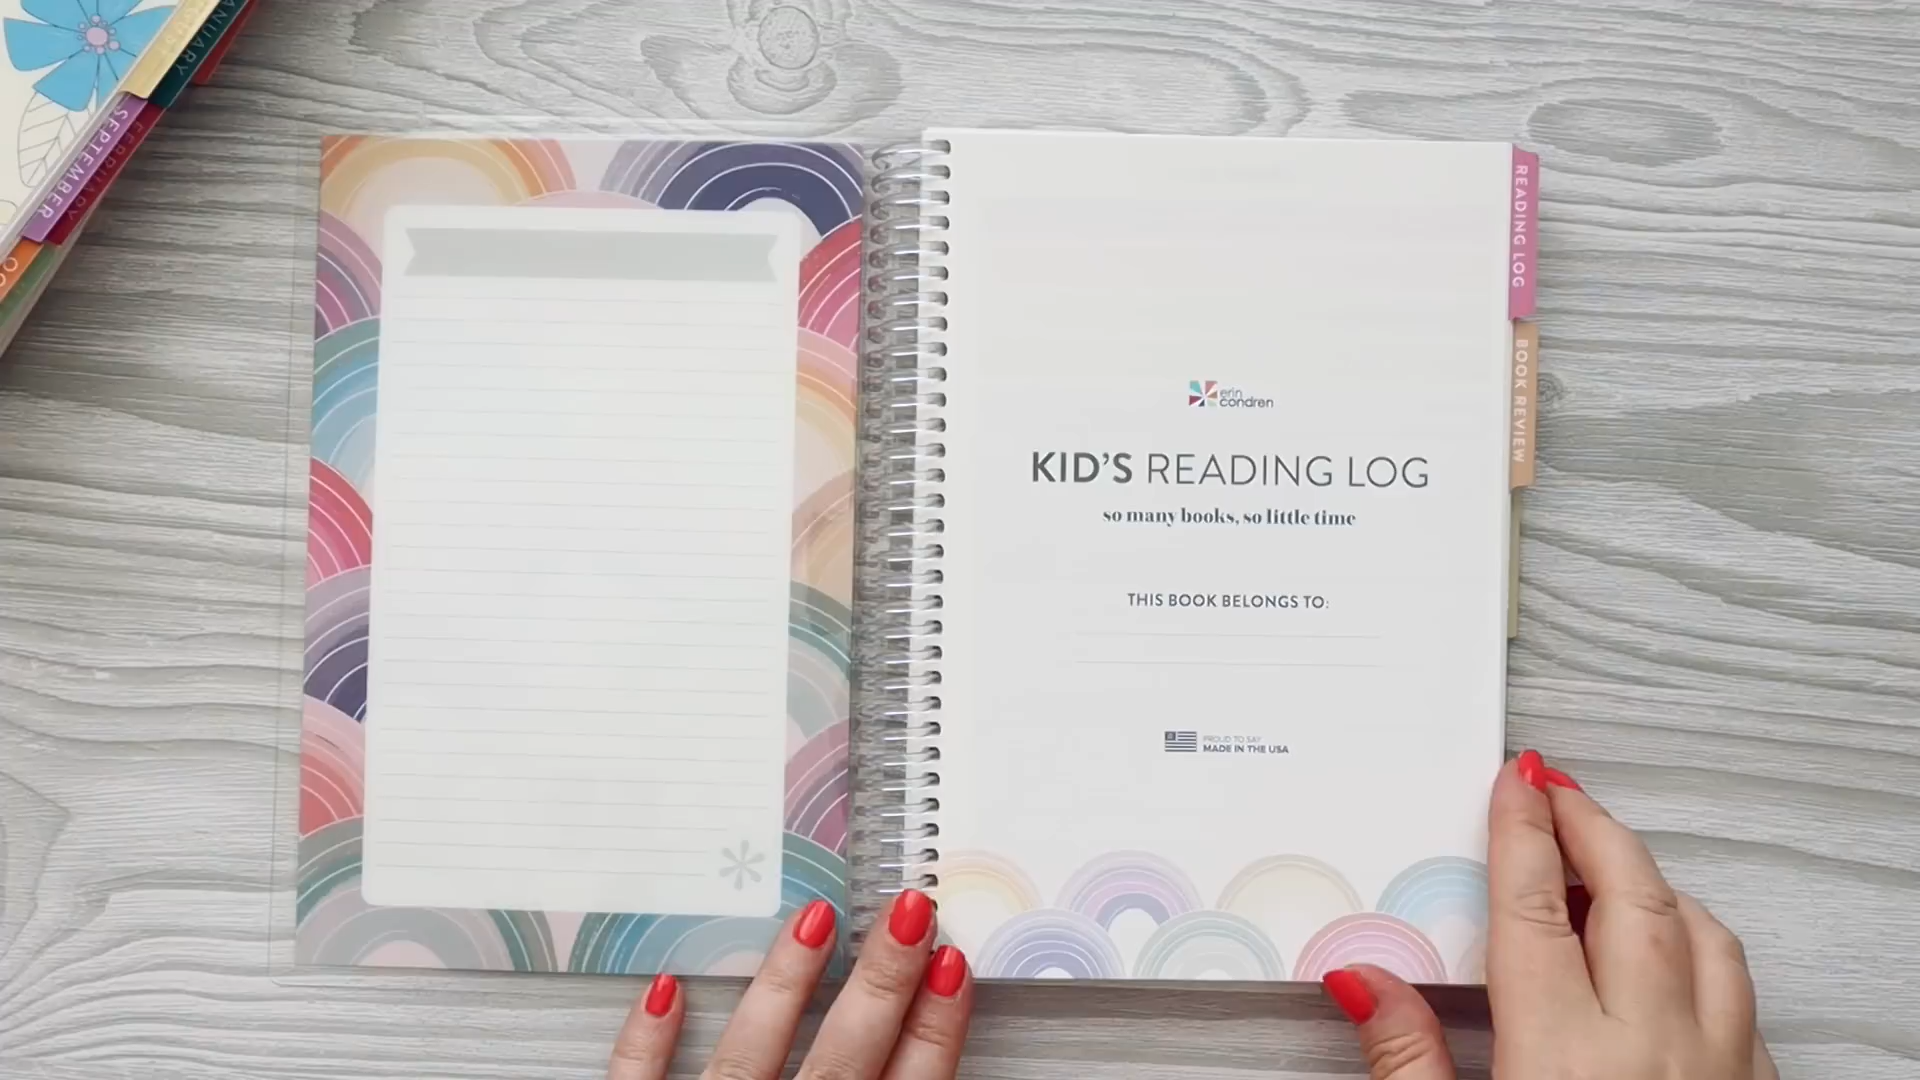 JANUARY
SEPTEMBER
FEBRUARY
erin
condren
KID'S READING LOG
so many books, so little time
THIS BOOK BELONGS TO:
PROUD TO SAY
MADE IN THE USA
READING LOG
BOOK REVIEW